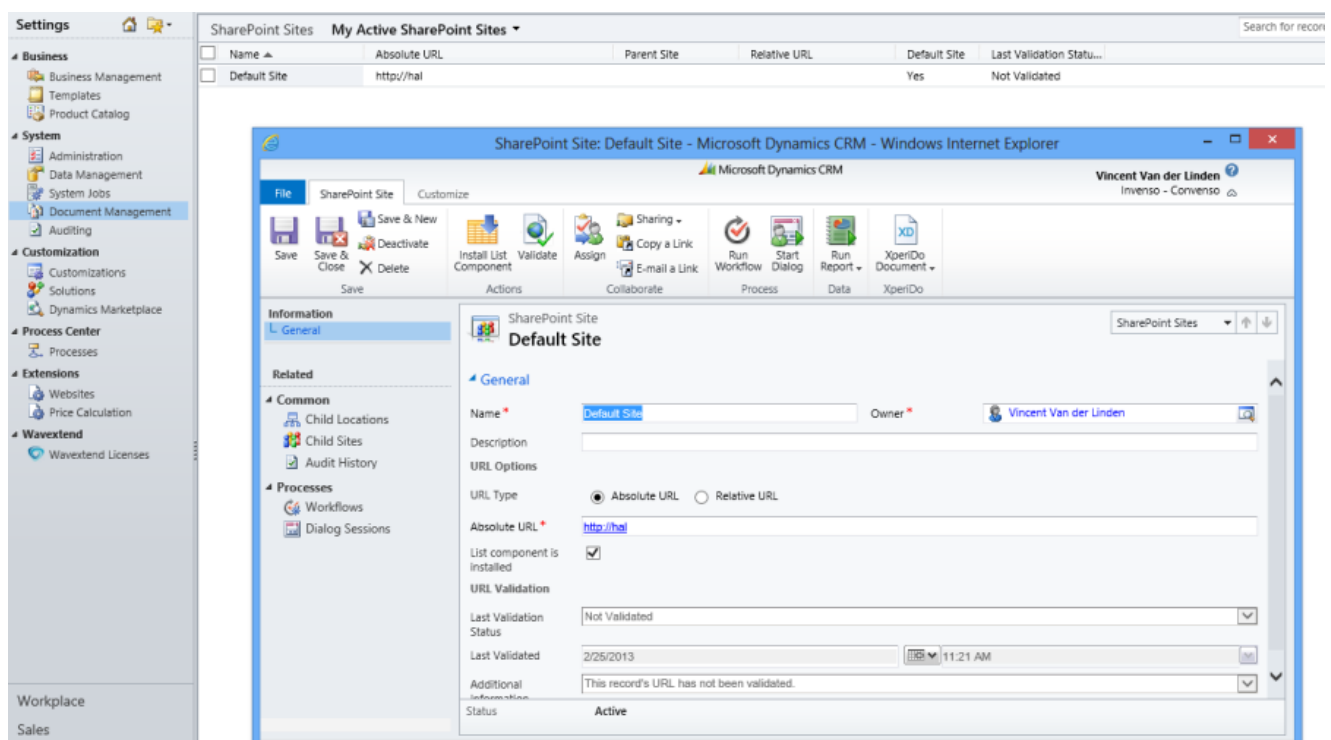 Settings
SharePoint Sites My Active SharePoint Sites
Search for recor
Business
Business Management
Templates
Product Catalog
System
Administration
Data Management
System Jobs
Document Management
Auditing
Customization
Customizations
Solutions
Dynamics Marketplace
Process Center
Processes
Extensions
Websites
Price Calculation
Wavextend
Wavextend Licenses
Workplace
Sales
Name Absolute URL Parent Site Relative URL Default Site Last Validation Statu...
Default Site http://hal Yes Not Validated
SharePoint Site: Default Site - Microsoft Dynamics CRM - Windows Internet Explorer
Microsoft Dynamics CRM
Vincent Van der Linden
Invenso - Convenso
File SharePoint Site Customize
Save
Save & Close
Save & New
Deactivate
Delete
Save
Install List Component
Validate
Actions
Assign
Sharing
Copy a Link
E-mail a Link
Collaborate
Run Workflow
Start Dialog
Process
Run Report
Data
XD
XperiDo Document
XperiDo
Information
General
Related
Common
Child Locations
Child Sites
Audit History
Processes
Workflows
Dialog Sessions
SharePoint Site
Default Site
SharePoint Sites
General
Name * Default Site Owner * Vincent Van der Linden
Description
URL Options
URL Type Absolute URL Relative URL
Absolute URL * http://hal
List component is
installed
URL Validation
Last Validation Not Validated
Status
Last Validated 2/25/2013 11:21 AM
Additional This record's URL has not been validated.
Information
Status Active